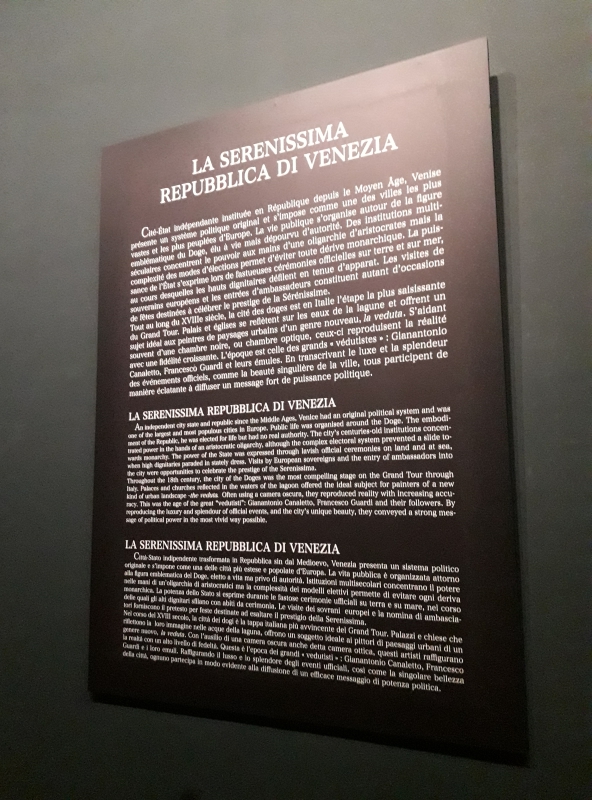 LA SERENISSIMA
REPUBBLICA DI VENEZIA
Cité-État indépendante instituée en République depuis le Moyen Âge, Venise
présente un système politique original et s'impose comme une des villes les plus
vastes et les plus peuplées d'Europe. La vie publique s'organise autour de la figure
emblématique du Doge, élu à vie mais dépourvu d'autorité. Des institutions multi-
séculaires concentrent le pouvoir aux mains d'une oligarchie d'aristocrates mais la
complexité des modes d'élections permet d'éviter toute dérive monarchique. La puis-
sance de l'État s'exprime lors de fastueuses cérémonies officielles sur terre et sur mer,
au cours desquelles les hauts dignitaires défilent en tenue d'apparat. Les visites de
souverains européens et les entrées d'ambassadeurs constituent autant d'occasions
de fêtes destinées à célébrer le prestige de la Sérénissime.
Tout au long du XVIIIe siècle, la cité des doges est en Italie l'étape la plus saisissante
du Grand Tour. Palais et églises se reflètent sur les eaux de la lagune et offrent un
sujet idéal aux peintres de paysages urbains d'un genre nouveau, la veduta. S'aidant
souvent d'une chambre noire, ou chambre optique, ceux-ci reproduisent la réalité
avec une fidélité croissante. L'époque est celle des grands « védutistes » : Gianantonio
Canaletto, Francesco Guardi et leurs émules. En transcrivant le luxe et la splendeur
des événements officiels, comme la beauté singulière de la ville, tous participent de
manière éclatante à diffuser un message fort de puissance politique.
LA SERENISSIMA REPUBBLICA DI VENEZIA
An independent city state and republic since the Middle Ages, Venice had an original political system and was
one of the largest and most populous cities in Europe. Public life was organised around the Doge. The embodi-
ment of the Republic, he was elected for life but had no real authority. The city's centuries-old institutions concen-
trated power in the hands of an aristocratic oligarchy, although the complex electoral system prevented a slide to-
wards monarchy. The power of the State was expressed through lavish official ceremonies on land and at sea,
when high dignitaries paraded in stately dress. Visits by European sovereigns and the entry of ambassadors into
the city were opportunities to celebrate the prestige of the Serenissima.
Throughout the 18th century, the city of the Doges was the most compelling stage on the Grand Tour through
Italy. Palaces and churches reflected in the waters of the lagoon offered the ideal subject for painters of a new
kind of urban landscape -the veduta. Often using a camera oscura, they reproduced reality with increasing accu-
racy. This was the age of the great "vedutisti": Gianantonio Canaletto, Francesco Guardi and their followers. By
reproducing the luxury and splendour of official events, and the city's unique beauty, they conveyed a strong mes-
sage of political power in the most vivid way possible.
LA SERENISSIMA REPUBBLICA DI VENEZIA
Città-Stato indipendente trasformata in Repubblica sin dal Medioevo, Venezia presenta un sistema politico
originale e s'impone come una delle città più estese e popolate d'Europa. La vita pubblica è organizzata attorno
alla figura emblematica del Doge, eletto a vita ma privo di autorità. Istituzioni multisecolari concentrano il potere
nelle mani di un'oligarchia di aristocratici ma la complessità dei modelli elettivi permette di evitare ogni deriva
monarchica. La potenza dello Stato si esprime durante le fastose cerimonie ufficiali su terra e su mare, nel corso
delle quali gli alti dignitari sfilano con abiti da cerimonia. Le visite dei sovrani europei e la nomina di ambascia-
tori forniscono il pretesto per feste destinate ad esaltare il prestigio della Serenissima.
Nel corso del XVIII secolo, la città dei dogi è la tappa italiana più avvincente del Grand Tour. Palazzi e chiese che
riflettono la loro immagine nelle acque della laguna, offrono un soggetto ideale ai pittori di paesaggi urbani di un
genere nuovo, la veduta. Con l'ausilio di una camera oscura anche detta camera ottica, questi artisti raffigurano
la realtà con un alto livello di fedeltà. Questa è l'epoca dei grandi « vedutisti » : Gianantonio Canaletto, Francesco
Guardi e i loro emuli. Raffigurando il lusso e lo splendore degli eventi ufficiali, così come la singolare bellezza
della città, ognuno partecipa in modo evidente alla diffusione di un efficace messaggio di potenza politica.